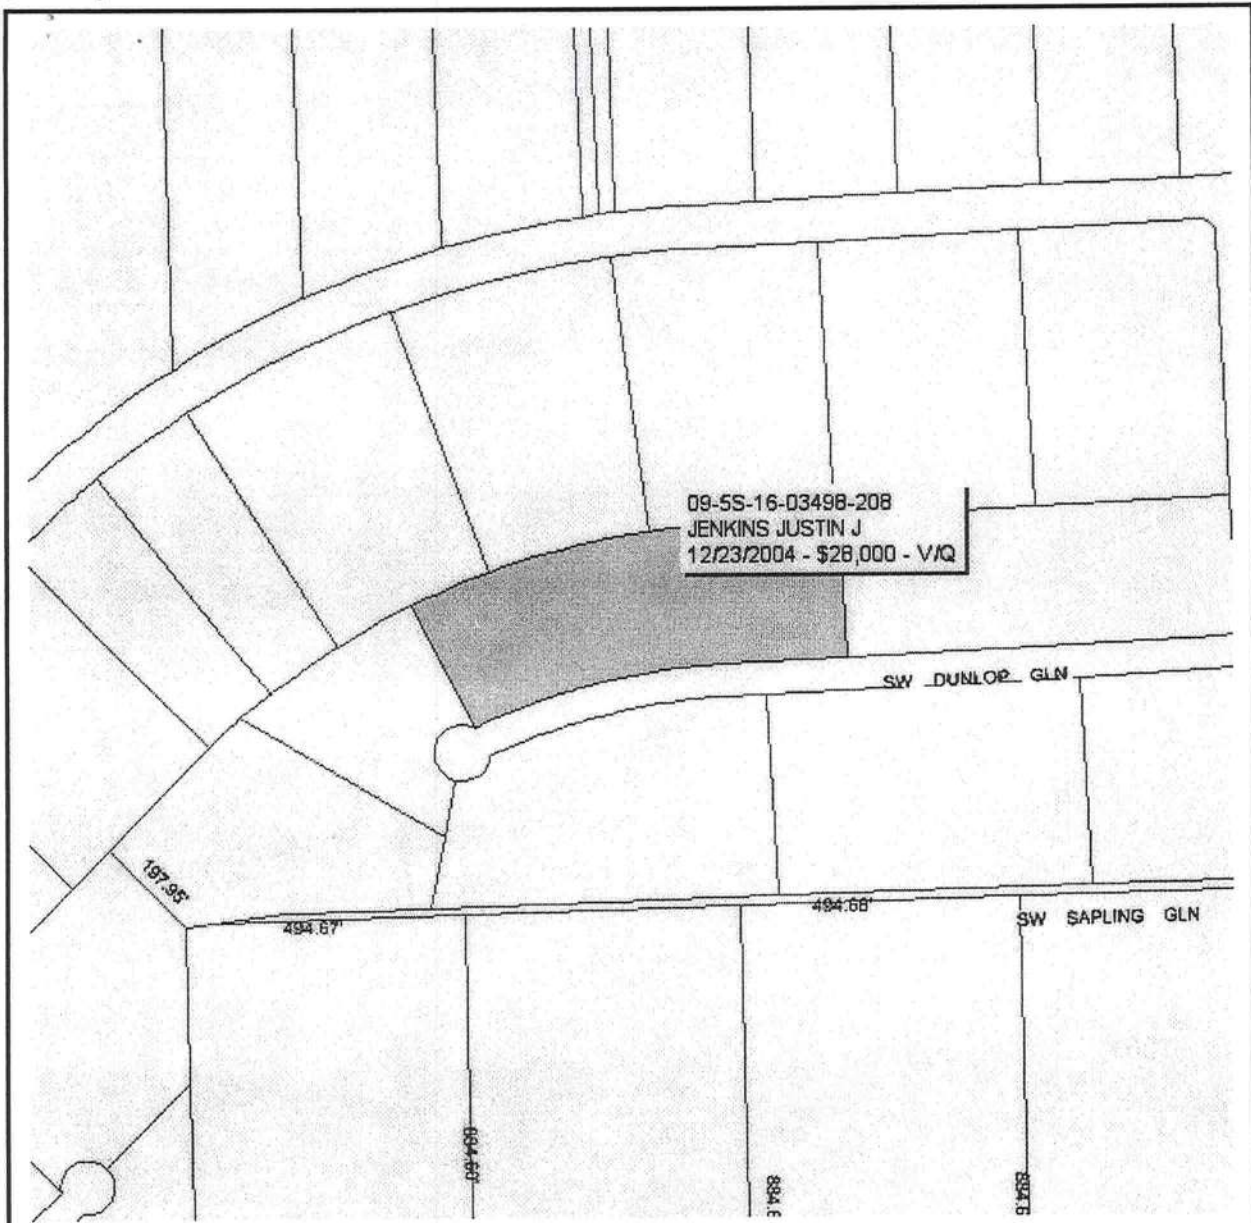 09-5S-16-03498-208
JENKINS JUSTIN J
12/23/2004 - $28,000 - V/Q
SW DUNLOP GLN
197.95'
494.67'
494.68'
SW SAPLING GLN
884.6